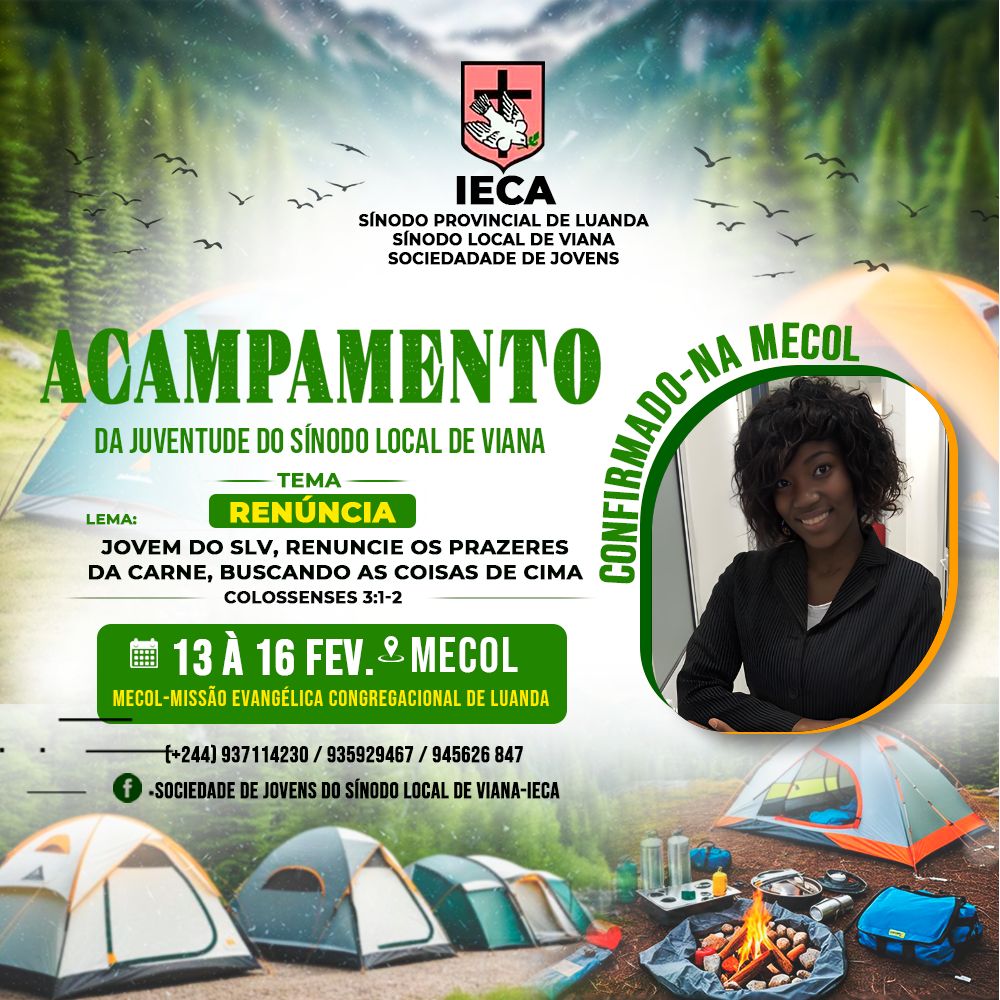 IECA
SÍNODO PROVINCIAL DE LUANDA
SÍNODO LOCAL DE VIANA
SOCIEDADADE DE JOVENS
ACAMPAMENTO
DA JUVENTUDE DO SÍNODO LOCAL DE VIANA
TEMA
RENÚNCIA
LEMA:
JOVEM DO SLV, RENUNCIE OS PRAZERES
DA CARNE, BUSCANDO AS COISAS DE CIMA
COLOSSENSES 3:1-2
CONFIRMADO-NA MECOL
13 À 16 FEV. MECOL
MECOL-MISSÃO EVANGÉLICA CONGREGACIONAL DE LUANDA
(+244) 937114230 / 935929467 / 945626 847
-SOCIEDADE DE JOVENS DO SÍNODO LOCAL DE VIANA-IECA